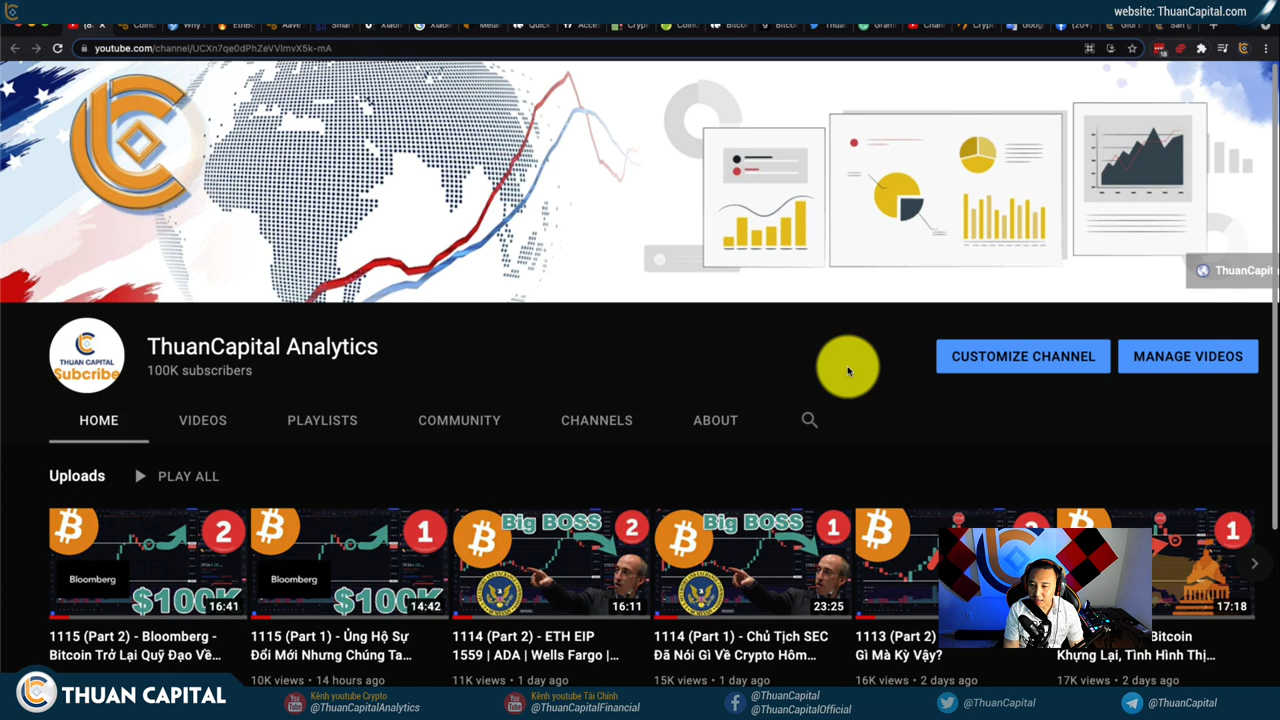 website: ThuanCapital.com
youtube.com/channel/UCXn7qe0dPhZeVVImvX5k-mA
ThuanCapit
THUAN CAPITAL
Subcribe
ThuanCapital Analytics
100K subscribers
CUSTOMIZE CHANNEL
MANAGE VIDEOS
HOME VIDEOS PLAYLISTS COMMUNITY CHANNELS ABOUT
Uploads
PLAY ALL
2
Bloomberg
$100K
16:41
1115 (Part 2) - Bloomberg -
Bitcoin Trở Lại Quỹ Đạo Về...
1
Bloomberg
$100K
14:42
1115 (Part 1) - Ủng Hộ Sự
Đổi Mới Nhưng Chúng Ta...
10K views • 14 hours ago
Big BOSS
2
16:11
1114 (Part 2) - ETH EIP
1559 | ADA | Wells Fargo |...
11K views • 1 day ago
Big BOSS
1
23:25
1114 (Part 1) - Chủ Tịch SEC
Đã Nói Gì Về Crypto Hôm...
15K views • 1 day ago
1113 (Part 2)
Gì Mà Kỳ Vậy?
16K views • 2 days ago
1
17:18
Bitcoin
Khựng Lại, Tình Hình Thị...
17K views • 2 days ago
THUAN CAPITAL
Kênh youtube Crypto
@ThuanCapitalAnalytics
Kênh youtube Tài Chính
@ThuanCapitalFinancial
@ThuanCapital
@ThuanCapitalOfficial
@ThuanCapital
@ThuanCapital